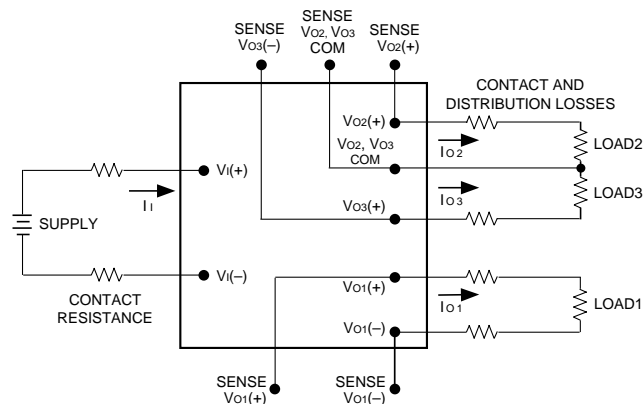 SENSE
VO3(–)
SENSE
VO2, VO3
COM
SENSE
VO2(+)
CONTACT AND
DISTRIBUTION LOSSES
VO2(+)
IO2
LOAD2
VO2, VO3
COM
VI(+)
II
IO3
LOAD3
VO3(+)
SUPPLY
VI(–)
VO1(+)
CONTACT
RESISTANCE
IO1
LOAD1
VO1(–)
SENSE
VO1(+)
SENSE
VO1(–)